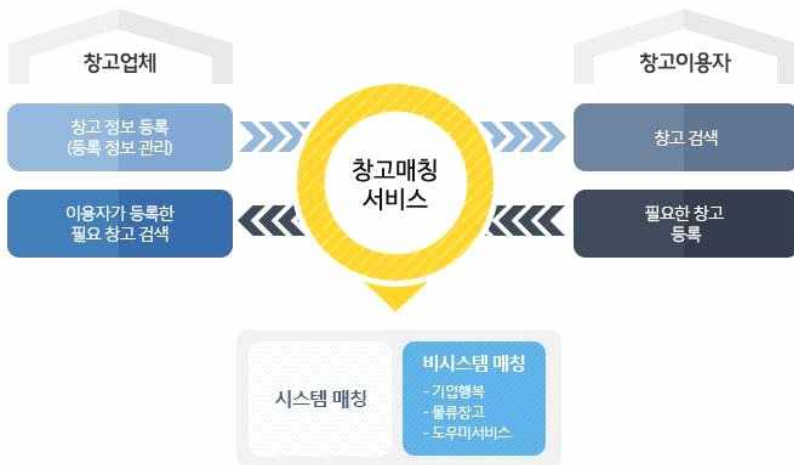 창고업체
창고이용자
창고 정보 등록
(등록 정보 관리)
창고 검색
창고매칭
서비스
이용자가 등록한
필요 창고 검색
필요한 창고
등록
시스템 매칭
비시스템 매칭
- 기업행복
- 물류창고
- 도우미서비스